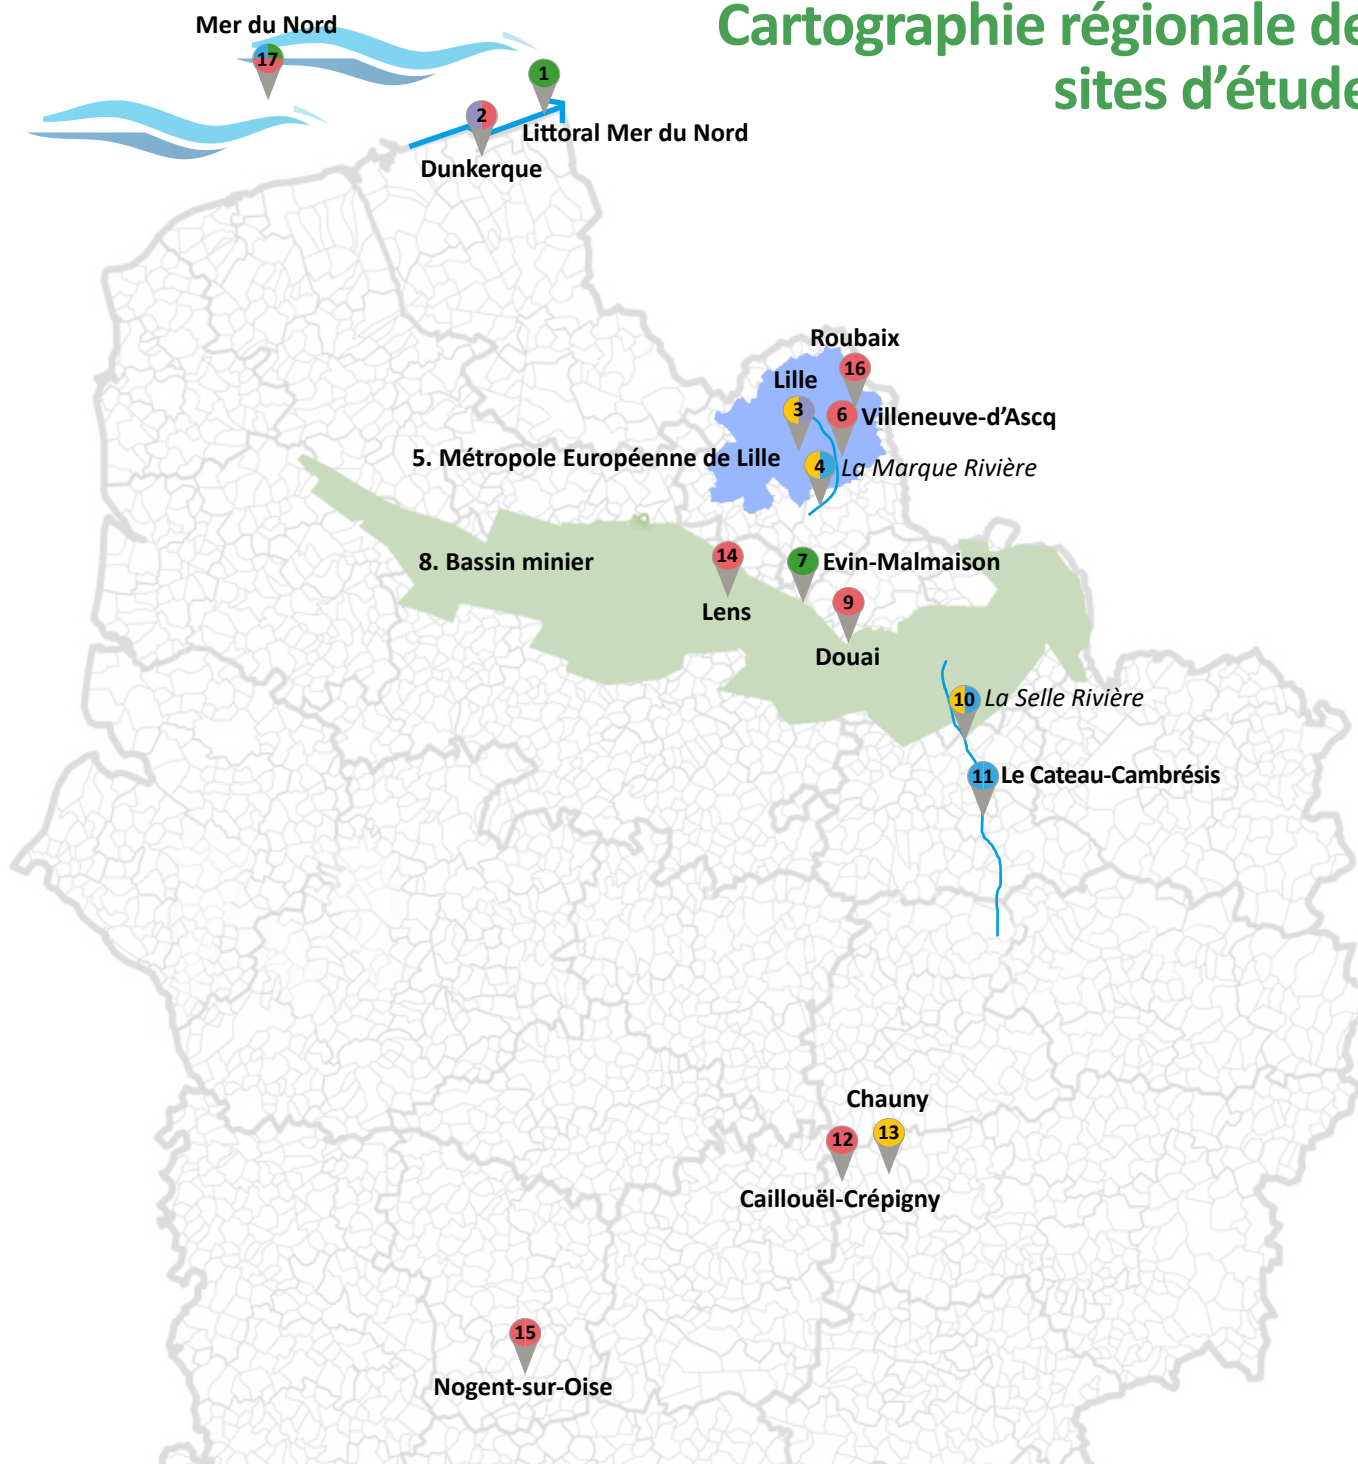 Cartographie régionale de
sites d'étude
Mer du Nord
17
1
2
Littoral Mer du Nord
Dunkerque
Roubaix
16
Lille
3
6 Villeneuve-d'Ascq
5. Métropole Européenne de Lille
4 La Marque Rivière
8. Bassin minier
14
7 Evin-Malmaison
Lens
9
Douai
10 La Selle Rivière
11 Le Cateau-Cambrésis
Chauny
12
13
Caillouël-Crépigny
15
Nogent-sur-Oise